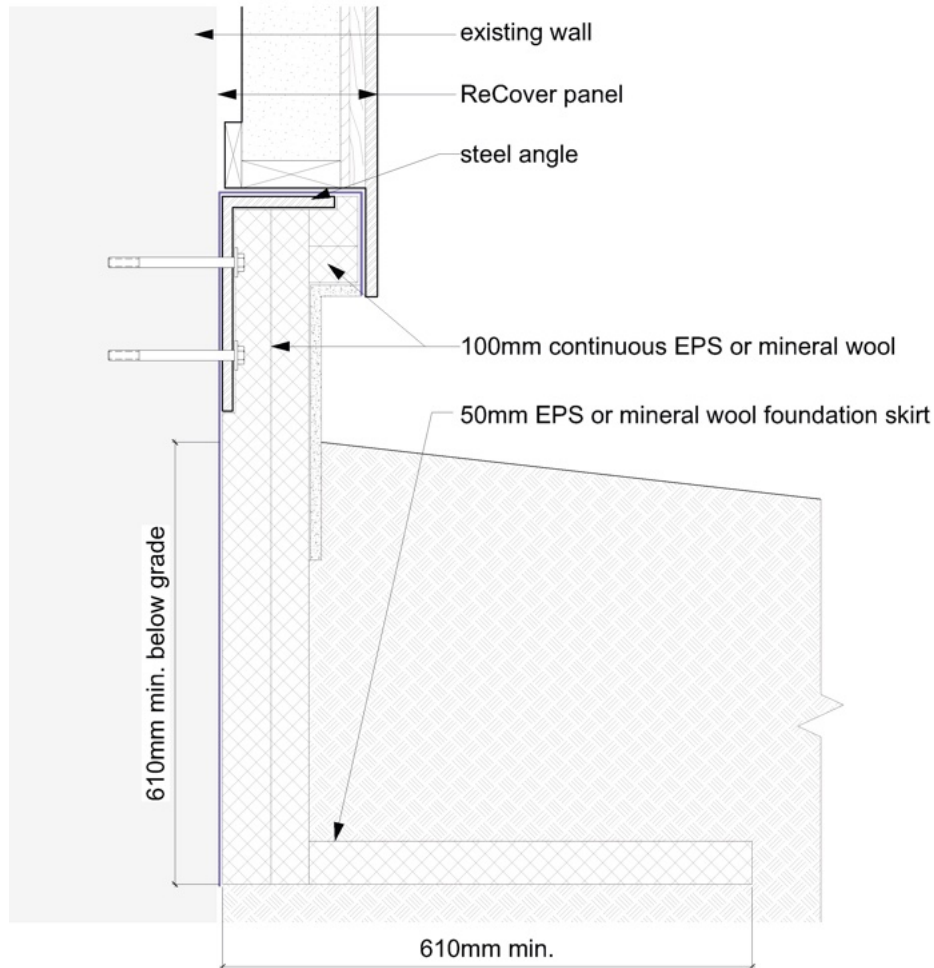 existing wall
ReCover panel
steel angle
100mm continuous EPS or mineral wool
50mm EPS or mineral wool foundation skirt
610mm min. below grade
610mm min.